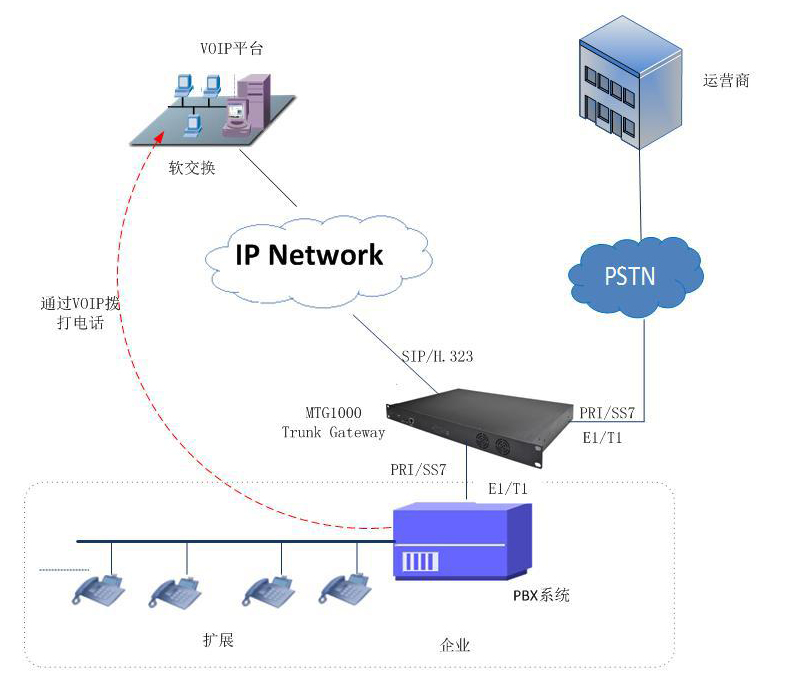 VOIP平台
运营商
软交换
IP Network
PSTN
通过VOIP拨
打电话
SIP/H.323
MTG1000
Trunk Gateway
PRI/SS7
E1/T1
PRI/SS7
E1/T1
PBX系统
扩展
企业